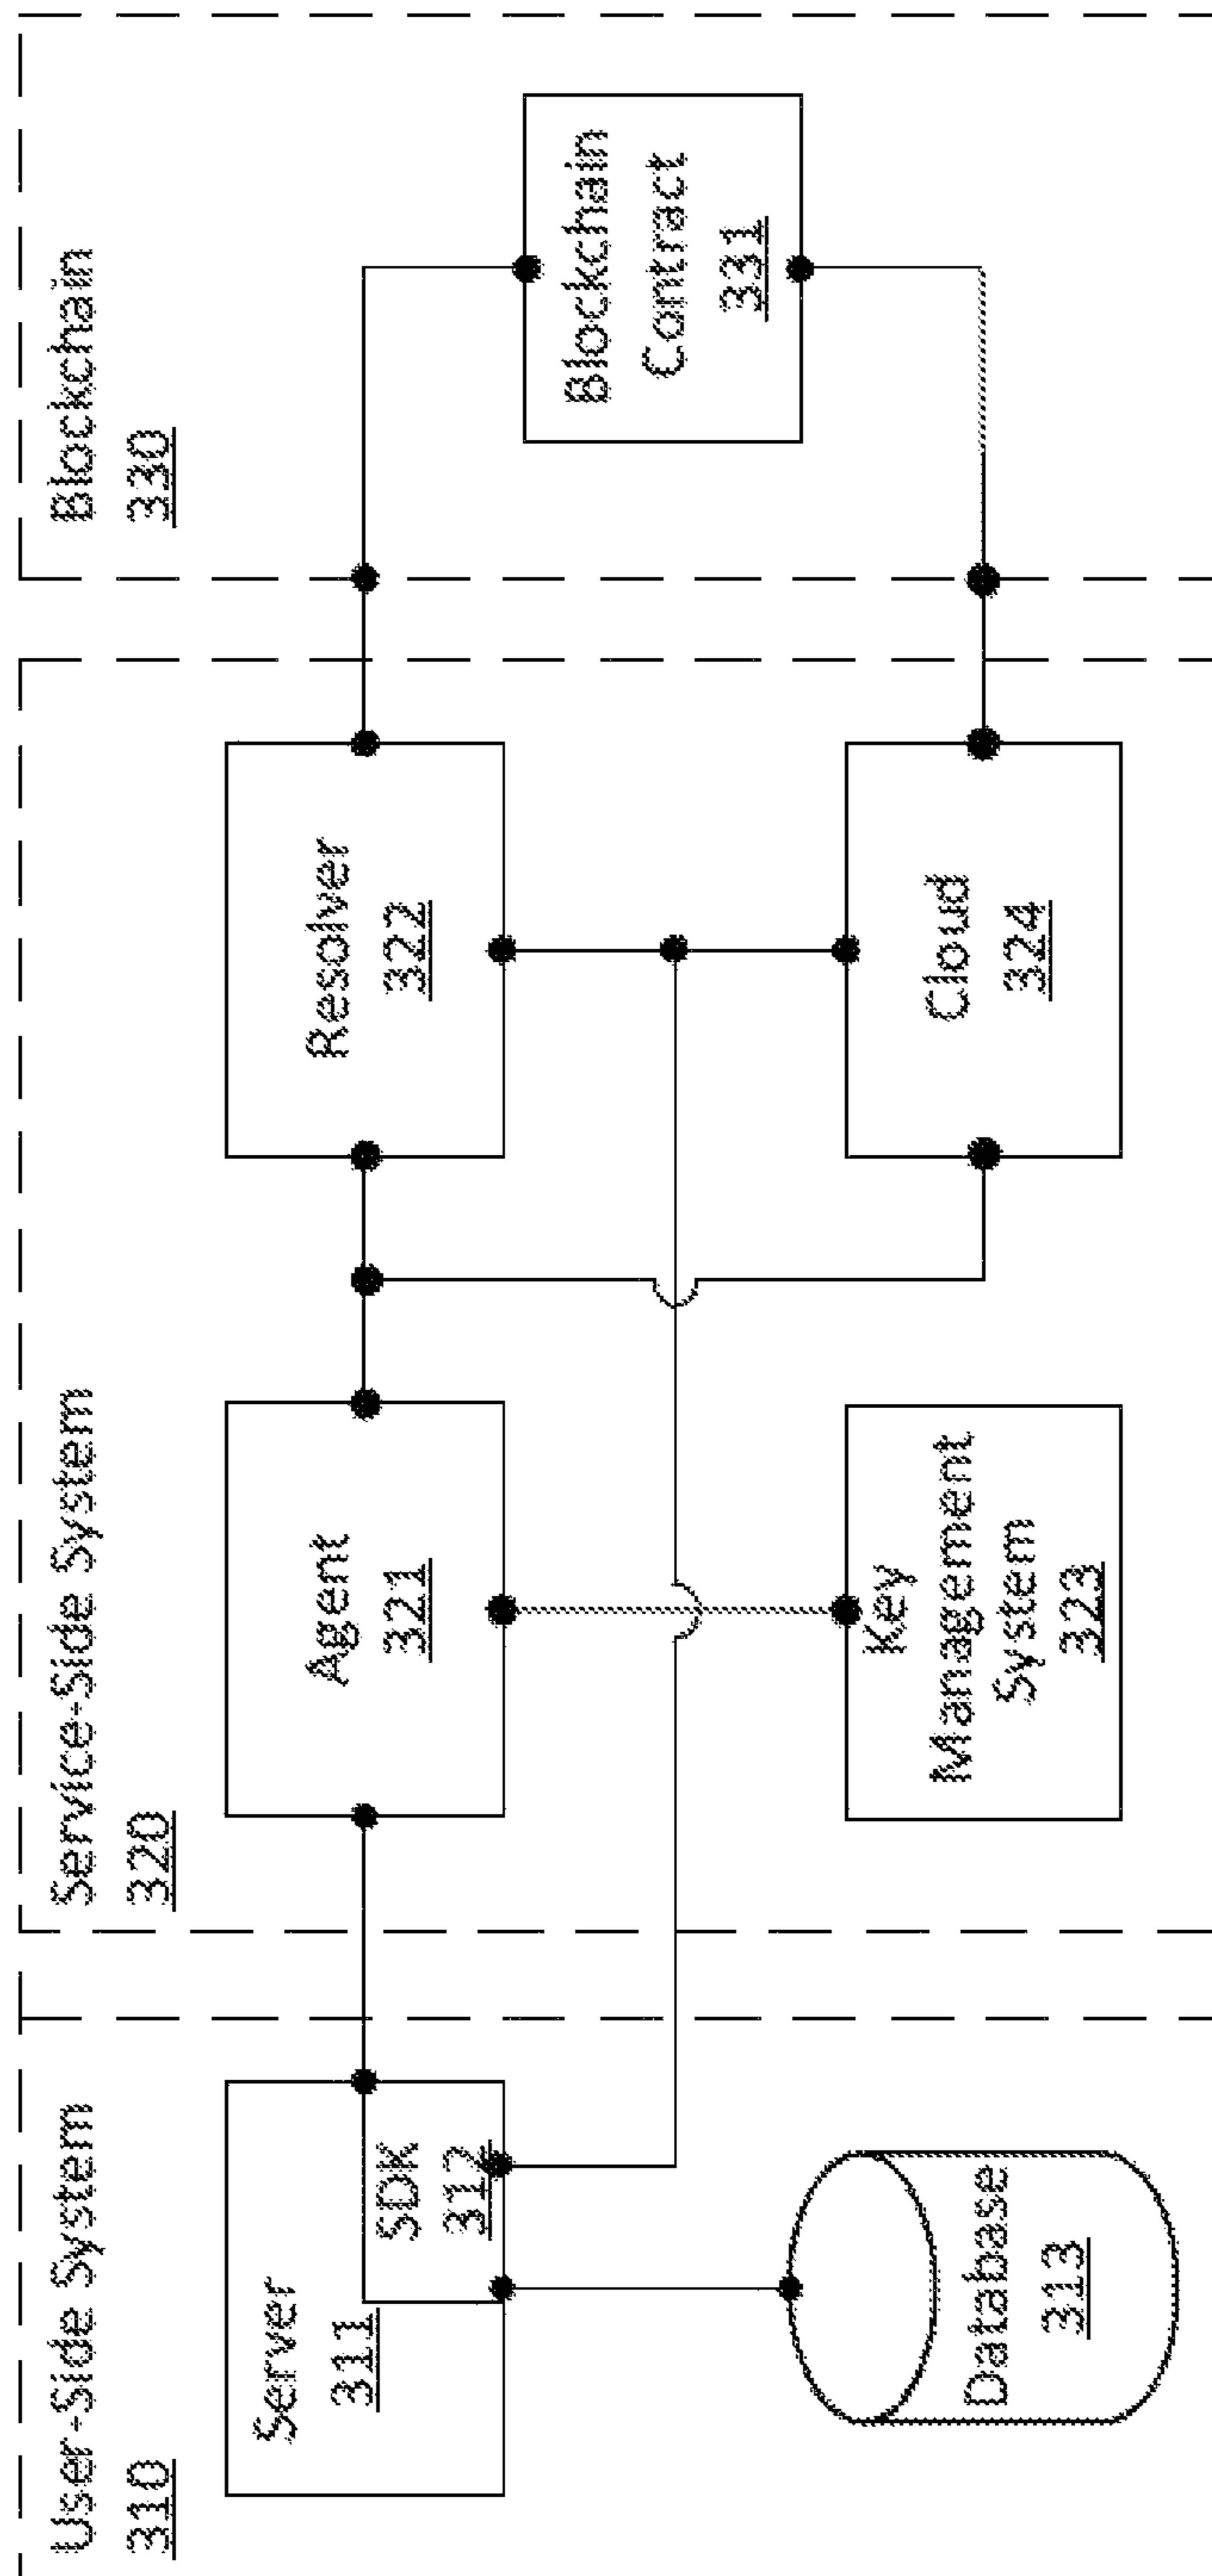 User-Side System
310
Server
311
SDK
312
Database
313
Service-Side System
320
Agent
321
Resolver
322
Key
Management
System
323
Cloud
324
Blockchain
330
Blockchain
Contract
331